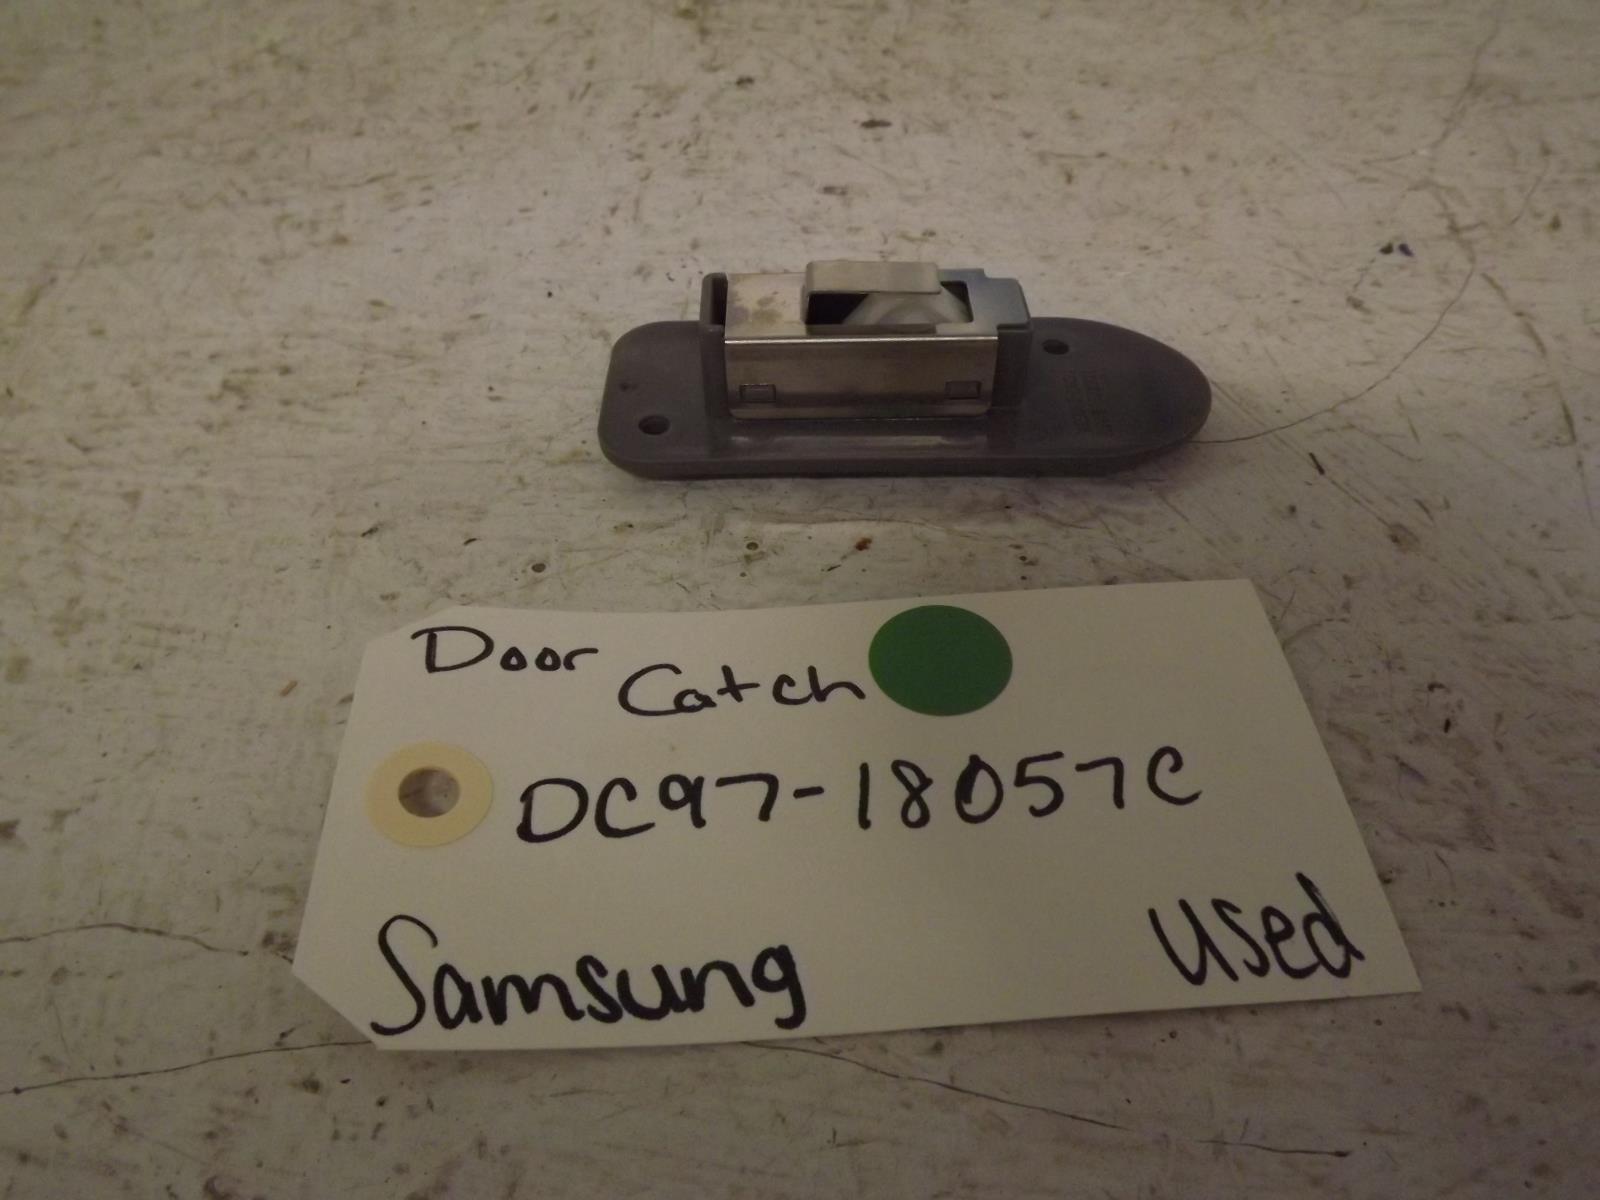 Door Catch
DC97-18057C
Samsung Used